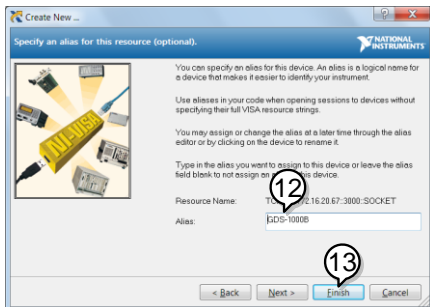 Create New ...
Specify an alias for this resource (optional).
NATIONAL
INSTRUMENTS
You can specify an alias for this device. An alias is a logical name for
a device that makes it easier to identify your instrument.
Use aliases in your code when opening sessions to devices without
specifying their full VISA resource strings.
You may assign or change the alias at a later time through the alias
editor or by clicking on the device to rename it.
Type in the alias you want to assign to this device or leave the alias
field blank to not assign an alias to this device.
NI-VISA
12
Resource Name: 2.16.20.67::3000::SOCKET
Alias: GDS-1000B
13
< Back Next > Finish Cancel